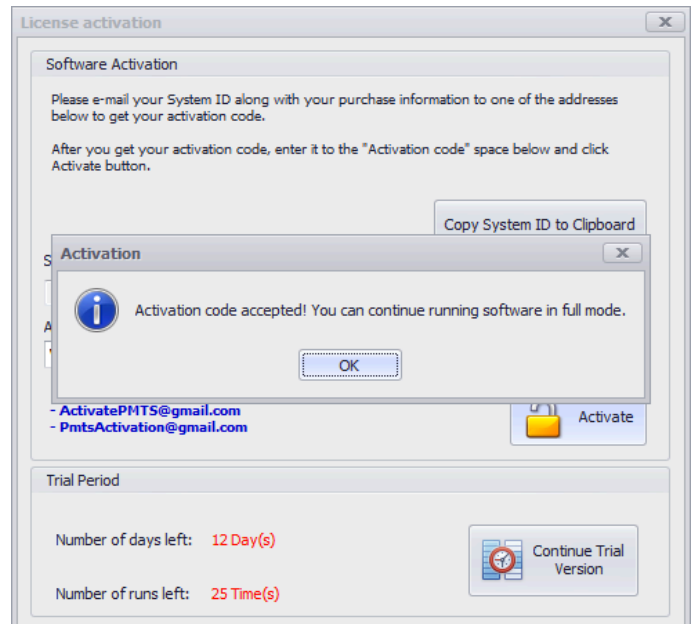 License activation
Software Activation
Please e-mail your System ID along with your purchase information to one of the addresses
below to get your activation code.
After you get your activation code, enter it to the "Activation code" space below and click
Activate button.
Copy System ID to Clipboard
S
Activation
Activation code accepted! You can continue running software in full mode.
A
OK
- ActivatePMTS@gmail.com
- PmtsActivation@gmail.com
Activate
Trial Period
Number of days left: 12 Day(s)
Continue Trial
Version
Number of runs left: 25 Time(s)